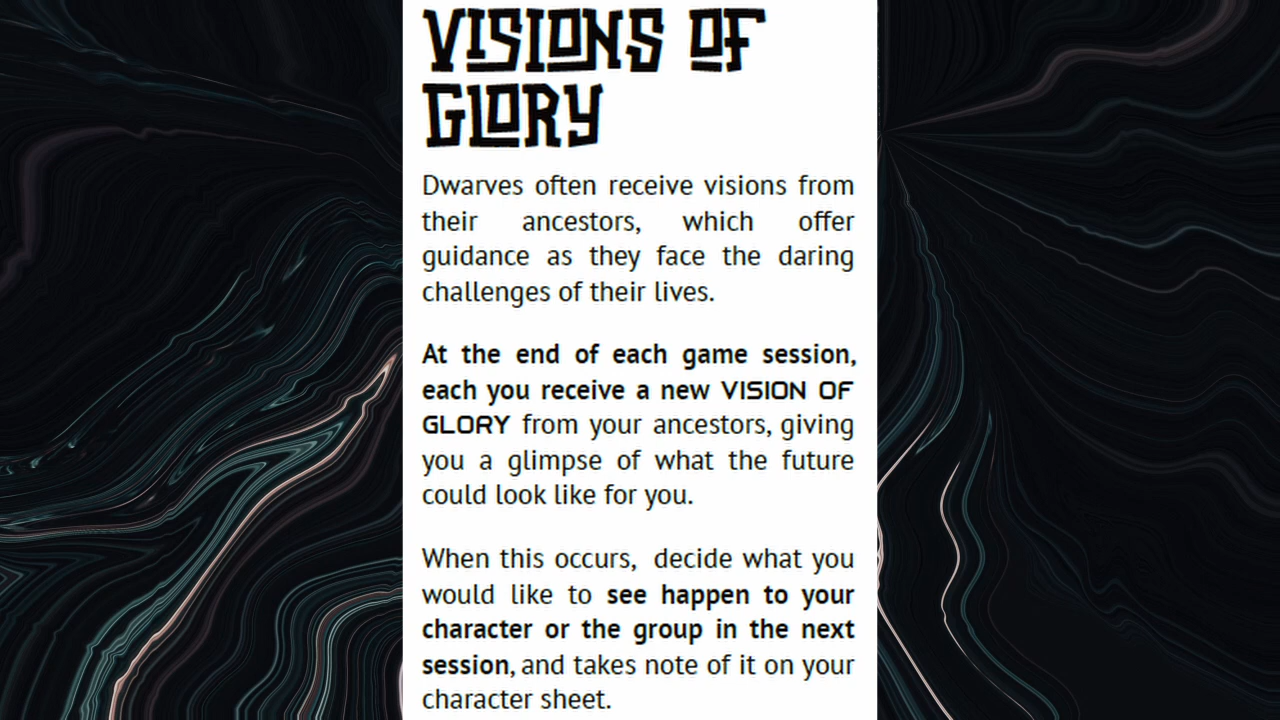 VISIONS OF
GLORY
Dwarves often receive visions from
their ancestors, which offer
guidance as they face the daring
challenges of their lives.
At the end of each game session,
each you receive a new VISION OF
GLORY from your ancestors, giving
you a glimpse of what the future
could look like for you.
When this occurs, decide what you
would like to see happen to your
character or the group in the next
session, and takes note of it on your
character sheet.